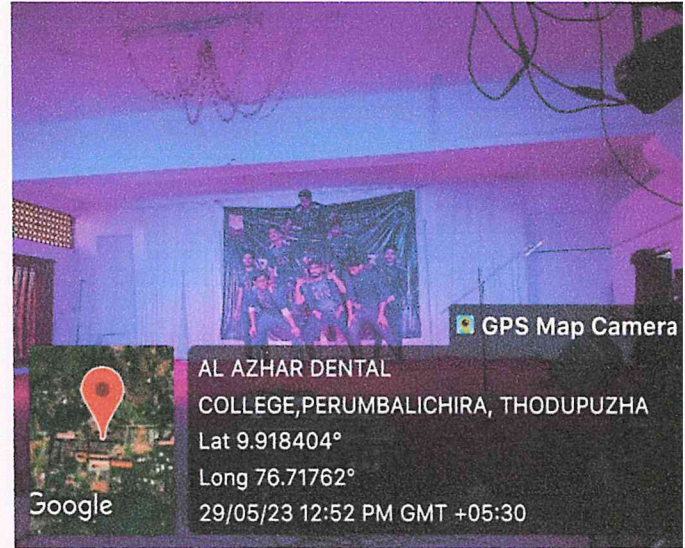 GPS Map Camera
AL AZHAR DENTAL
COLLEGE,PERUMBALICHIRA, THODUPUZHA
Lat 9.918404°
Long 76.71762°
29/05/23 12:52 PM GMT +05:30
Google